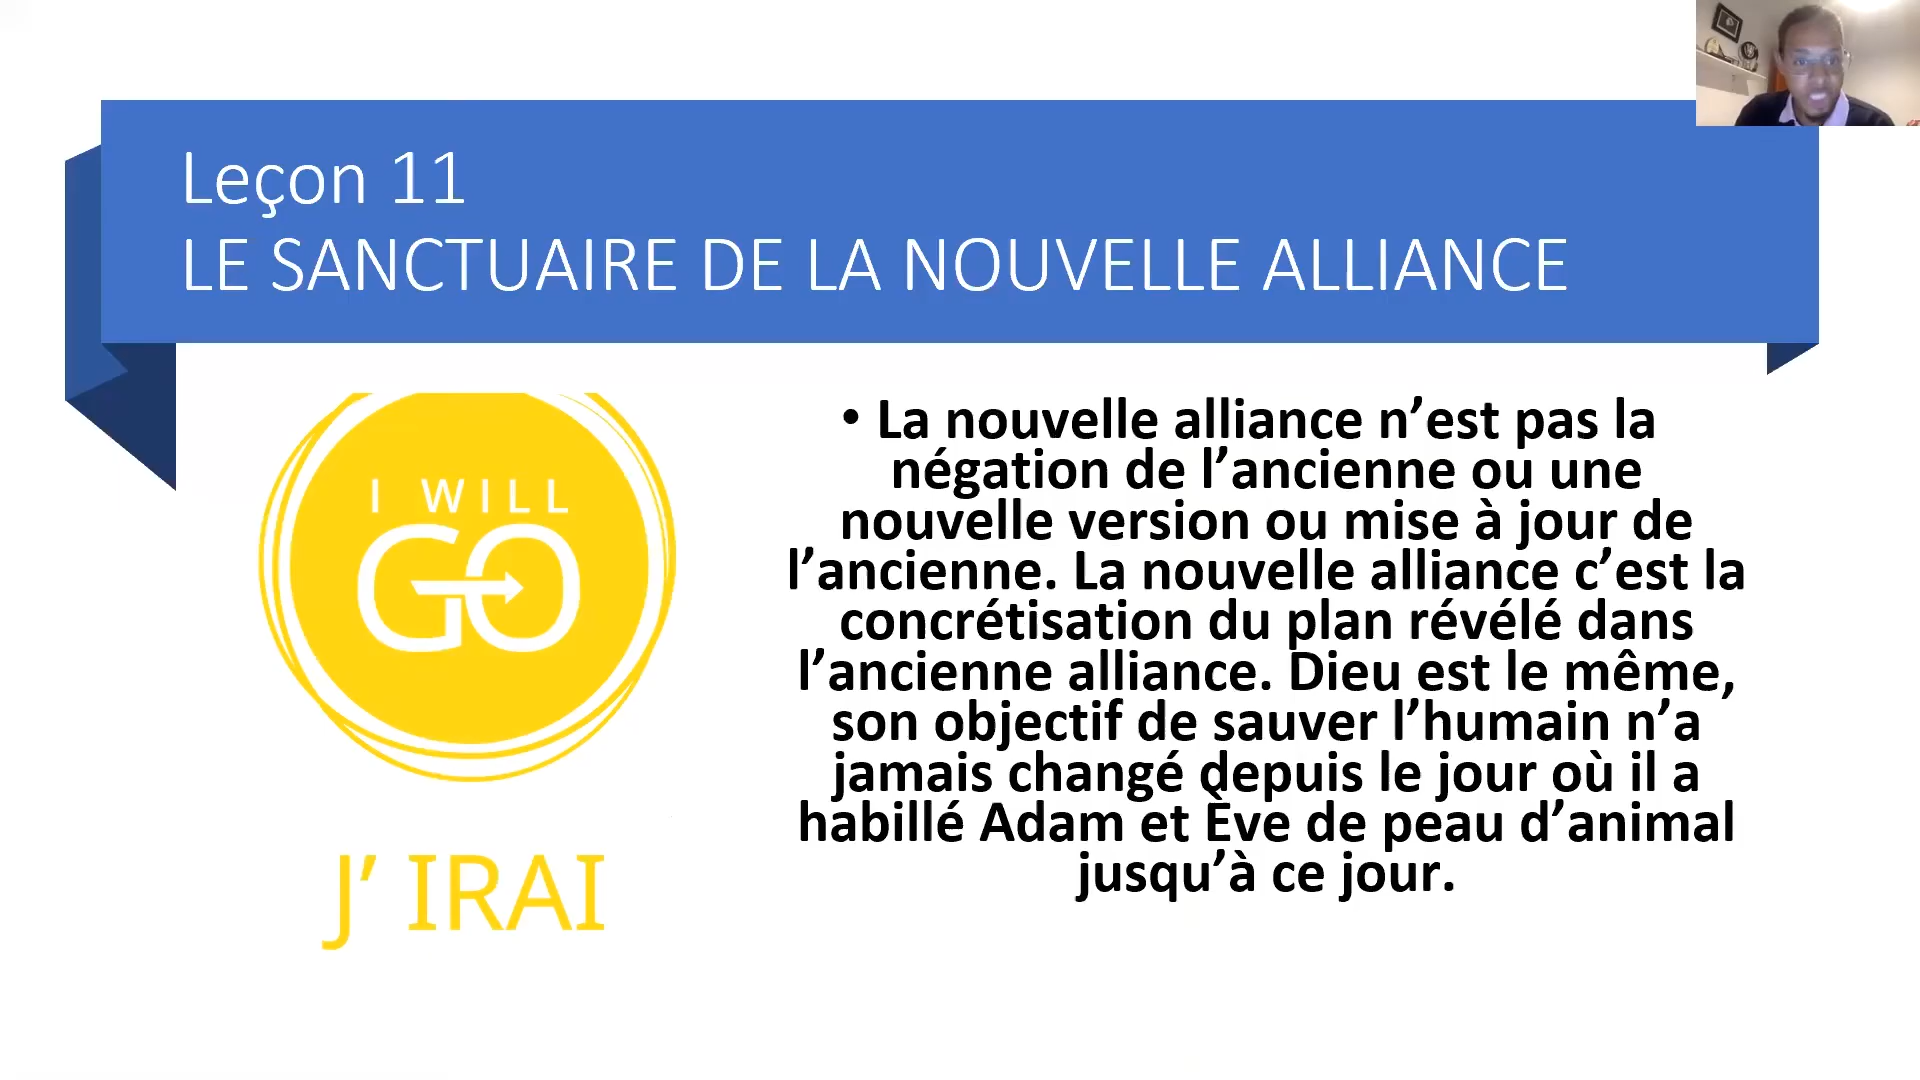 Leçon 11
LE SANCTUAIRE DE LA NOUVELLE ALLIANCE
I WILL
GO
J’ IRAI
• La nouvelle alliance n’est pas la
négation de l’ancienne ou une
nouvelle version ou mise à jour de
l’ancienne. La nouvelle alliance c’est la
concrétisation du plan révélé dans
l’ancienne alliance. Dieu est le même,
son objectif de sauver l’humain n’a
jamais changé depuis le jour où il a
habillé Adam et Ève de peau d’animal
jusqu’à ce jour.